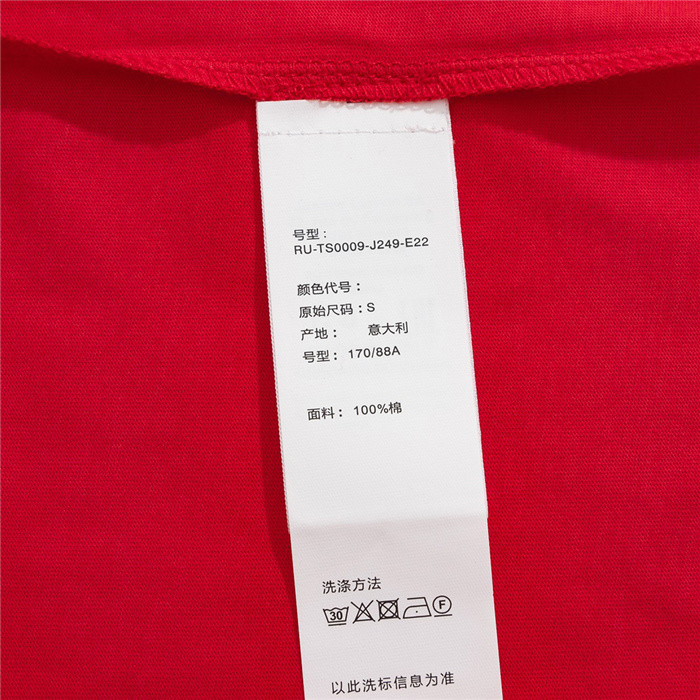 号型：
RU-TS0009-J249-E22
颜色代号：
原始尺码：S
产地： 意大利
号型：170/88A
面料：100%棉
洗涤方法
30 F
以此洗标信息为准